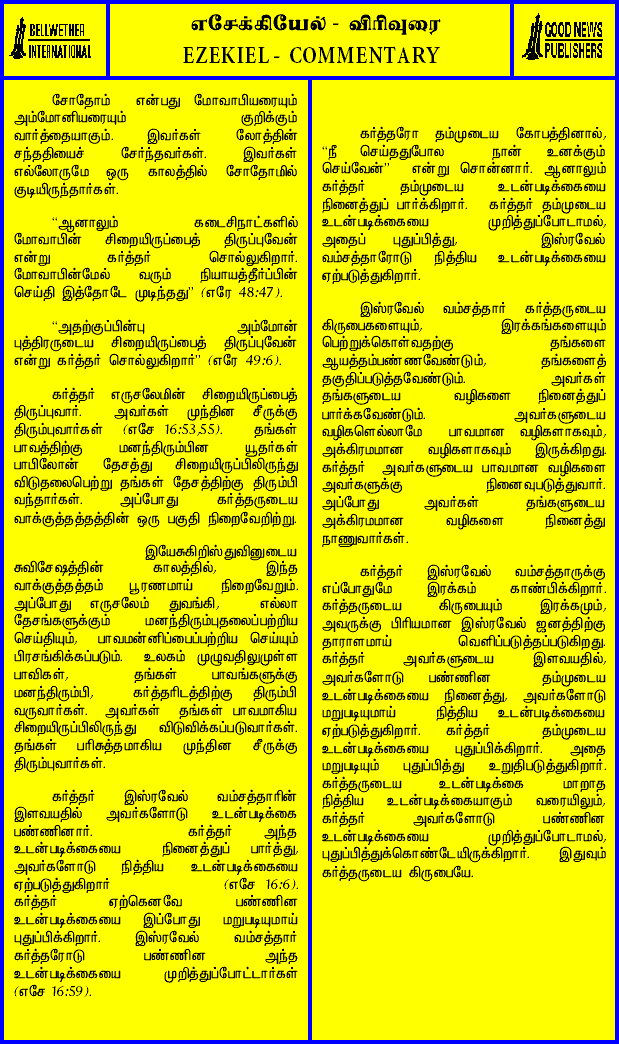 BELLWETHER
INTERNATIONAL
எசேக்கியேல் - விரிவுரை
EZEKIEL - COMMENTARY
GOOD NEWS
PUBLISHERS
சோதோம் என்பது மோவாபியரையும்
அம்மோனியரையும் குறிக்கும்
வார்த்தையாகும். இவர்கள் லோத்தின்
சந்ததியைச் சேர்ந்தவர்கள். இவர்கள்
எல்லோருமே ஒரு காலத்தில் சோதோமில்
குடியிருந்தார்கள்.
“ஆனாலும் கடைசிநாட்களில்
மோவாபின் சிறையிருப்பைத் திருப்புவேன்
என்று கர்த்தர் சொல்லுகிறார்.
மோவாபின்மேல் வரும் நியாயத்தீர்ப்பின்
செய்தி இத்தோடே முடிந்தது” (எரே 48:47).
“அதற்குப்பின்பு அம்மோன்
புத்திரருடைய சிறையிருப்பைத் திருப்புவேன்
என்று கர்த்தர் சொல்லுகிறார்” (எரே 49:6).
கர்த்தர் எருசலேமின் சிறையிருப்பைத்
திருப்புவார். அவர்கள் முந்தின சீருக்கு
திரும்புவார்கள் (எசே 16:53,55). தங்கள்
பாவத்திற்கு மனந்திரும்பின யூதர்கள்
பாபிலோன் தேசத்து சிறையிருப்பிலிருந்து
விடுதலைபெற்று தங்கள் தேசத்திற்கு திரும்பி
வந்தார்கள். அப்போது கர்த்தருடைய
வாக்குத்தத்தத்தின் ஒரு பகுதி நிறைவேறிற்று.
இயேசுகிறிஸ்துவினுடைய
சுவிசேஷத்தின் காலத்தில், இந்த
வாக்குத்தத்தம் பூரணமாய் நிறைவேறும்.
அப்போது எருசலேம் துவங்கி, எல்லா
தேசங்களுக்கும் மனந்திரும்புதலைப்பற்றிய
செய்தியும், பாவமன்னிப்பைப்பற்றிய செய்யும்
பிரசங்கிக்கப்படும். உலகம் முழுவதிலுமுள்ள
பாவிகள், தங்கள் பாவங்களுக்கு
மனந்திரும்பி, கர்த்தரிடத்திற்கு திரும்பி
வருவார்கள். அவர்கள் தங்கள் பாவமாகிய
சிறையிருப்பிலிருந்து விடுவிக்கப்படுவார்கள்.
தங்கள் பரிசுத்தமாகிய முந்தின சீருக்கு
திரும்புவார்கள்.
கர்த்தர் இஸ்ரவேல் வம்சத்தாரின்
இளவயதில் அவர்களோடு உடன்படிக்கை
பண்ணினார். கர்த்தர் அந்த
உடன்படிக்கையை நினைத்துப் பார்த்து,
அவர்களோடு நித்திய உடன்படிக்கையை
ஏற்படுத்துகிறார் (எசே 16:6).
கர்த்தர் ஏற்கெனவே பண்ணின
உடன்படிக்கையை இப்போது மறுபடியுமாய்
புதுப்பிக்கிறார். இஸ்ரவேல் வம்சத்தார்
கர்த்தரோடு பண்ணின அந்த
உடன்படிக்கையை முறித்துப்போட்டார்கள்
(எசே 16:59).
கர்த்தரோ தம்முடைய கோபத்தினால்,
“நீ செய்ததுபோல நான் உனக்கும்
செய்வேன்” என்று சொன்னார். ஆனாலும்
கர்த்தர் தம்முடைய உடன்படிக்கையை
நினைத்துப் பார்க்கிறார். கர்த்தர் தம்முடைய
உடன்படிக்கையை முறித்துப்போடாமல்,
அதைப் புதுப்பித்து, இஸ்ரவேல்
வம்சத்தாரோடு நித்திய உடன்படிக்கையை
ஏற்படுத்துகிறார்.
இஸ்ரவேல் வம்சத்தார் கர்த்தருடைய
கிருபைகளையும், இரக்கங்களையும்
பெற்றுக்கொள்வதற்கு தங்களை
ஆயத்தம்பண்ணவேண்டும், தங்களைத்
தகுதிப்படுத்தவேண்டும். அவர்கள்
தங்களுடைய வழிகளை நினைத்துப்
பார்க்கவேண்டும். அவர்களுடைய
வழிகளெல்லாமே பாவமான வழிகளாகவும்,
அக்கிரமமான வழிகளாகவும் இருக்கிறது.
கர்த்தர் அவர்களுடைய பாவமான வழிகளை
அவர்களுக்கு நினைவுபடுத்துவார்.
அப்போது அவர்கள் தங்களுடைய
அக்கிரமமான வழிகளை நினைத்து
நாணுவார்கள்.
கர்த்தர் இஸ்ரவேல் வம்சத்தாருக்கு
எப்போதுமே இரக்கம் காண்பிக்கிறார்.
கர்த்தருடைய கிருபையும் இரக்கமும்,
அவருக்கு பிரியமான இஸ்ரவேல் ஜனத்திற்கு
தாராளமாய் வெளிப்படுத்தப்படுகிறது.
கர்த்தர் அவர்களுடைய இளவயதில்,
அவர்களோடு பண்ணின தம்முடைய
உடன்படிக்கையை நினைத்து, அவர்களோடு
மறுபடியுமாய் நித்திய உடன்படிக்கையை
ஏற்படுத்துகிறார். கர்த்தர் தம்முடைய
உடன்படிக்கையை புதுப்பிக்கிறார். அதை
மறுபடியும் புதுப்பித்து உறுதிபடுத்துகிறார்.
கர்த்தருடைய உடன்படிக்கை மாறாத
நித்திய உடன்படிக்கையாகும் வரையிலும்,
கர்த்தர் அவர்களோடு பண்ணின
உடன்படிக்கையை முறித்துப்போடாமல்,
புதுப்பித்துக்கொண்டேயிருக்கிறார். இதுவும்
கர்த்தருடைய கிருபையே.